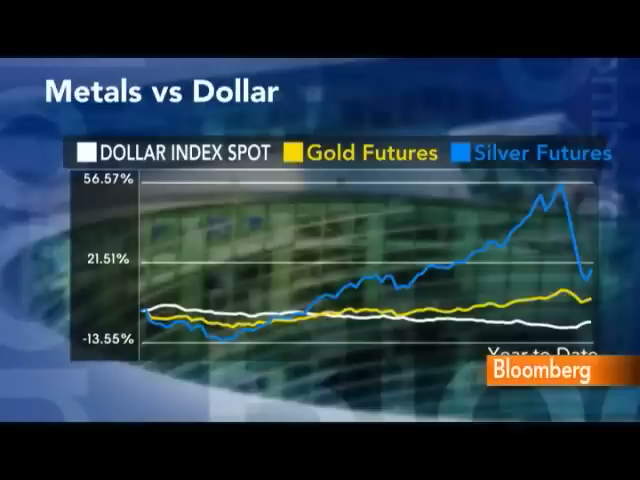 Metals vs Dollar
DOLLAR INDEX SPOT Gold Futures Silver Futures
56.57%
21.51%
-13.55%
Year to Date
Bloomberg